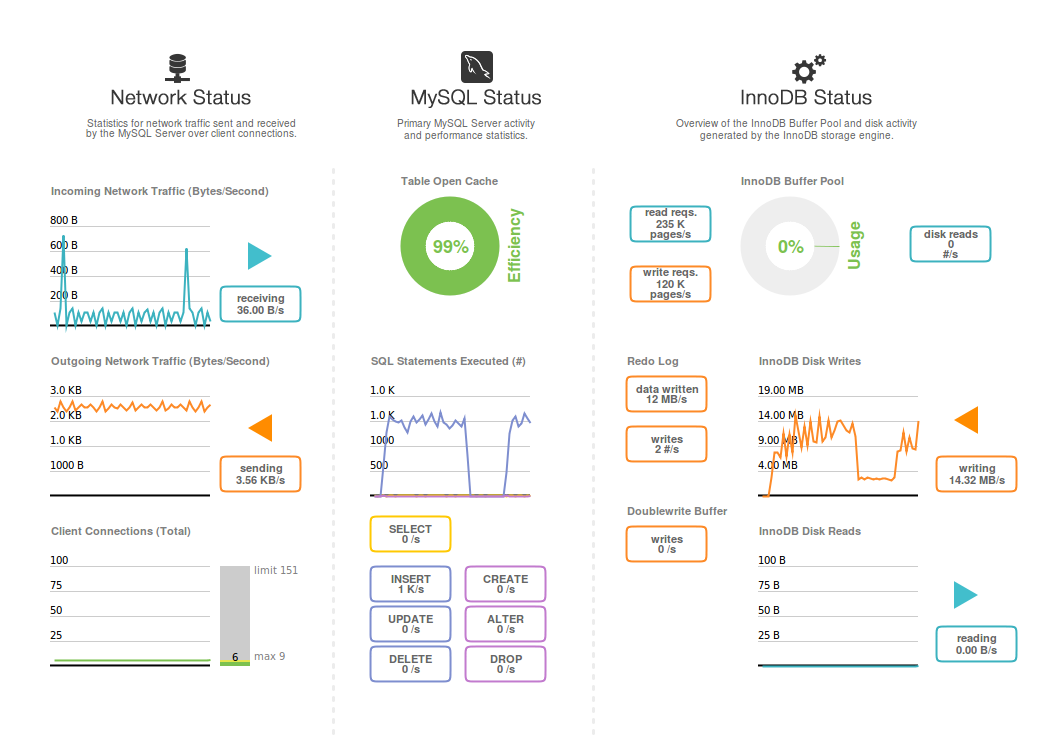 Network Status
Statistics for network traffic sent and received
by the MySQL Server over client connections.
Incoming Network Traffic (Bytes/Second)
800 B
600 B
400 B
200 B
receiving
36.00 B/s
Outgoing Network Traffic (Bytes/Second)
3.0 KB
2.0 KB
1.0 KB
1000 B
sending
3.56 KB/s
Client Connections (Total)
100
75
50
25
limit 151
6
max 9
MySQL Status
Primary MySQL Server activity
and performance statistics.
Table Open Cache
99%
Efficiency
SQL Statements Executed (#)
1.0 K
1.0 K
1000
500
SELECT
0 /s
INSERT
1 K/s
CREATE
0 /s
UPDATE
0 /s
ALTER
0 /s
DELETE
0 /s
DROP
0 /s
InnoDB Status
Overview of the InnoDB Buffer Pool and disk activity
generated by the InnoDB storage engine.
InnoDB Buffer Pool
read reqs.
235 K
pages/s
write reqs.
120 K
pages/s
0%
Usage
disk reads
0
#/s
Redo Log
data written
12 MB/s
writes
2 #/s
Doublewrite Buffer
writes
0 /s
InnoDB Disk Writes
19.00 MB
14.00 MB
9.00 MB
4.00 MB
writing
14.32 MB/s
InnoDB Disk Reads
100 B
75 B
50 B
25 B
reading
0.00 B/s